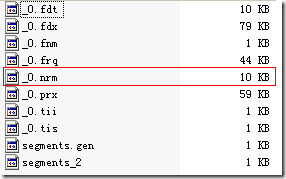 _0.fdt 10 KB
_0.fdx 79 KB
_0.fnm 1 KB
_0.frq 44 KB
_0.nrm 10 KB
_0.prx 59 KB
_0.tii 1 KB
_0.tis 1 KB
segments.gen 1 KB
segments_2 1 KB